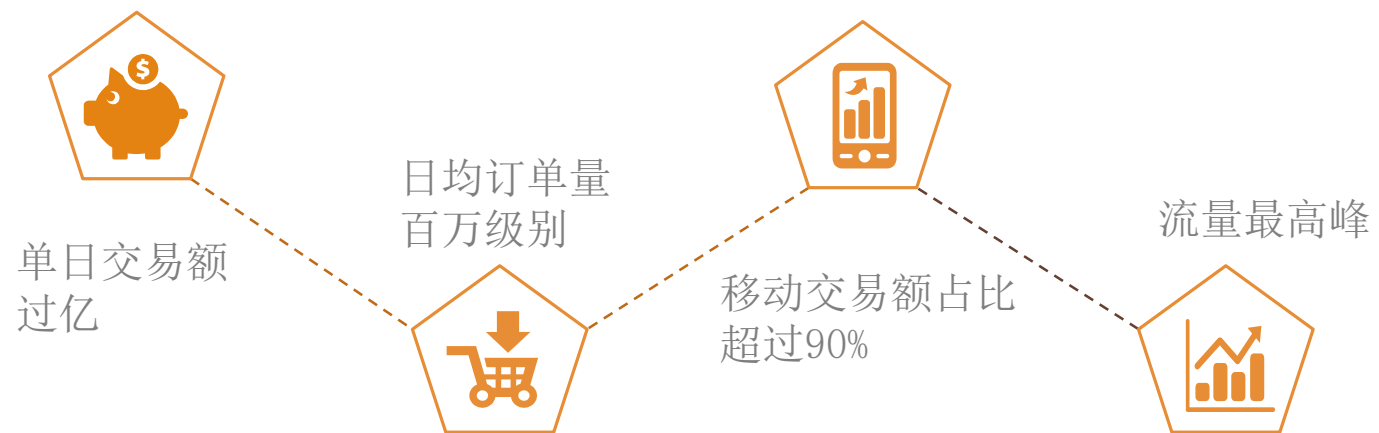 单日交易额
过亿
日均订单量
百万级别
移动交易额占比
超过90%
流量最高峰
$